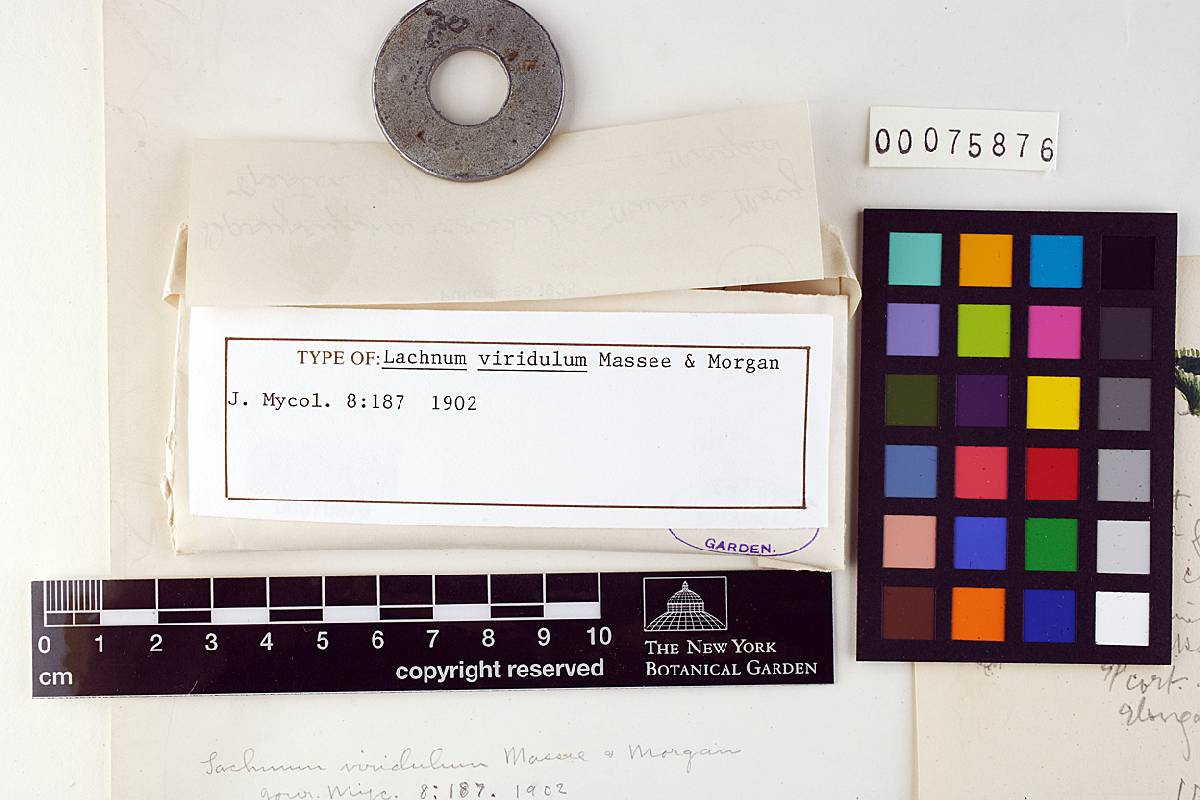 00075876
TYPE OF: Lachnum viridulum Massee & Morgan
J. Mycol. 8:187 1902
GARDEN.
0 1 2 3 4 5 6 7 8 9 10
cm
copyright reserved
THE NEW YORK
BOTANICAL GARDEN
Lachnum viridulum Massee & Morgan
Jour. Myc. 8:187. 1902
cort.